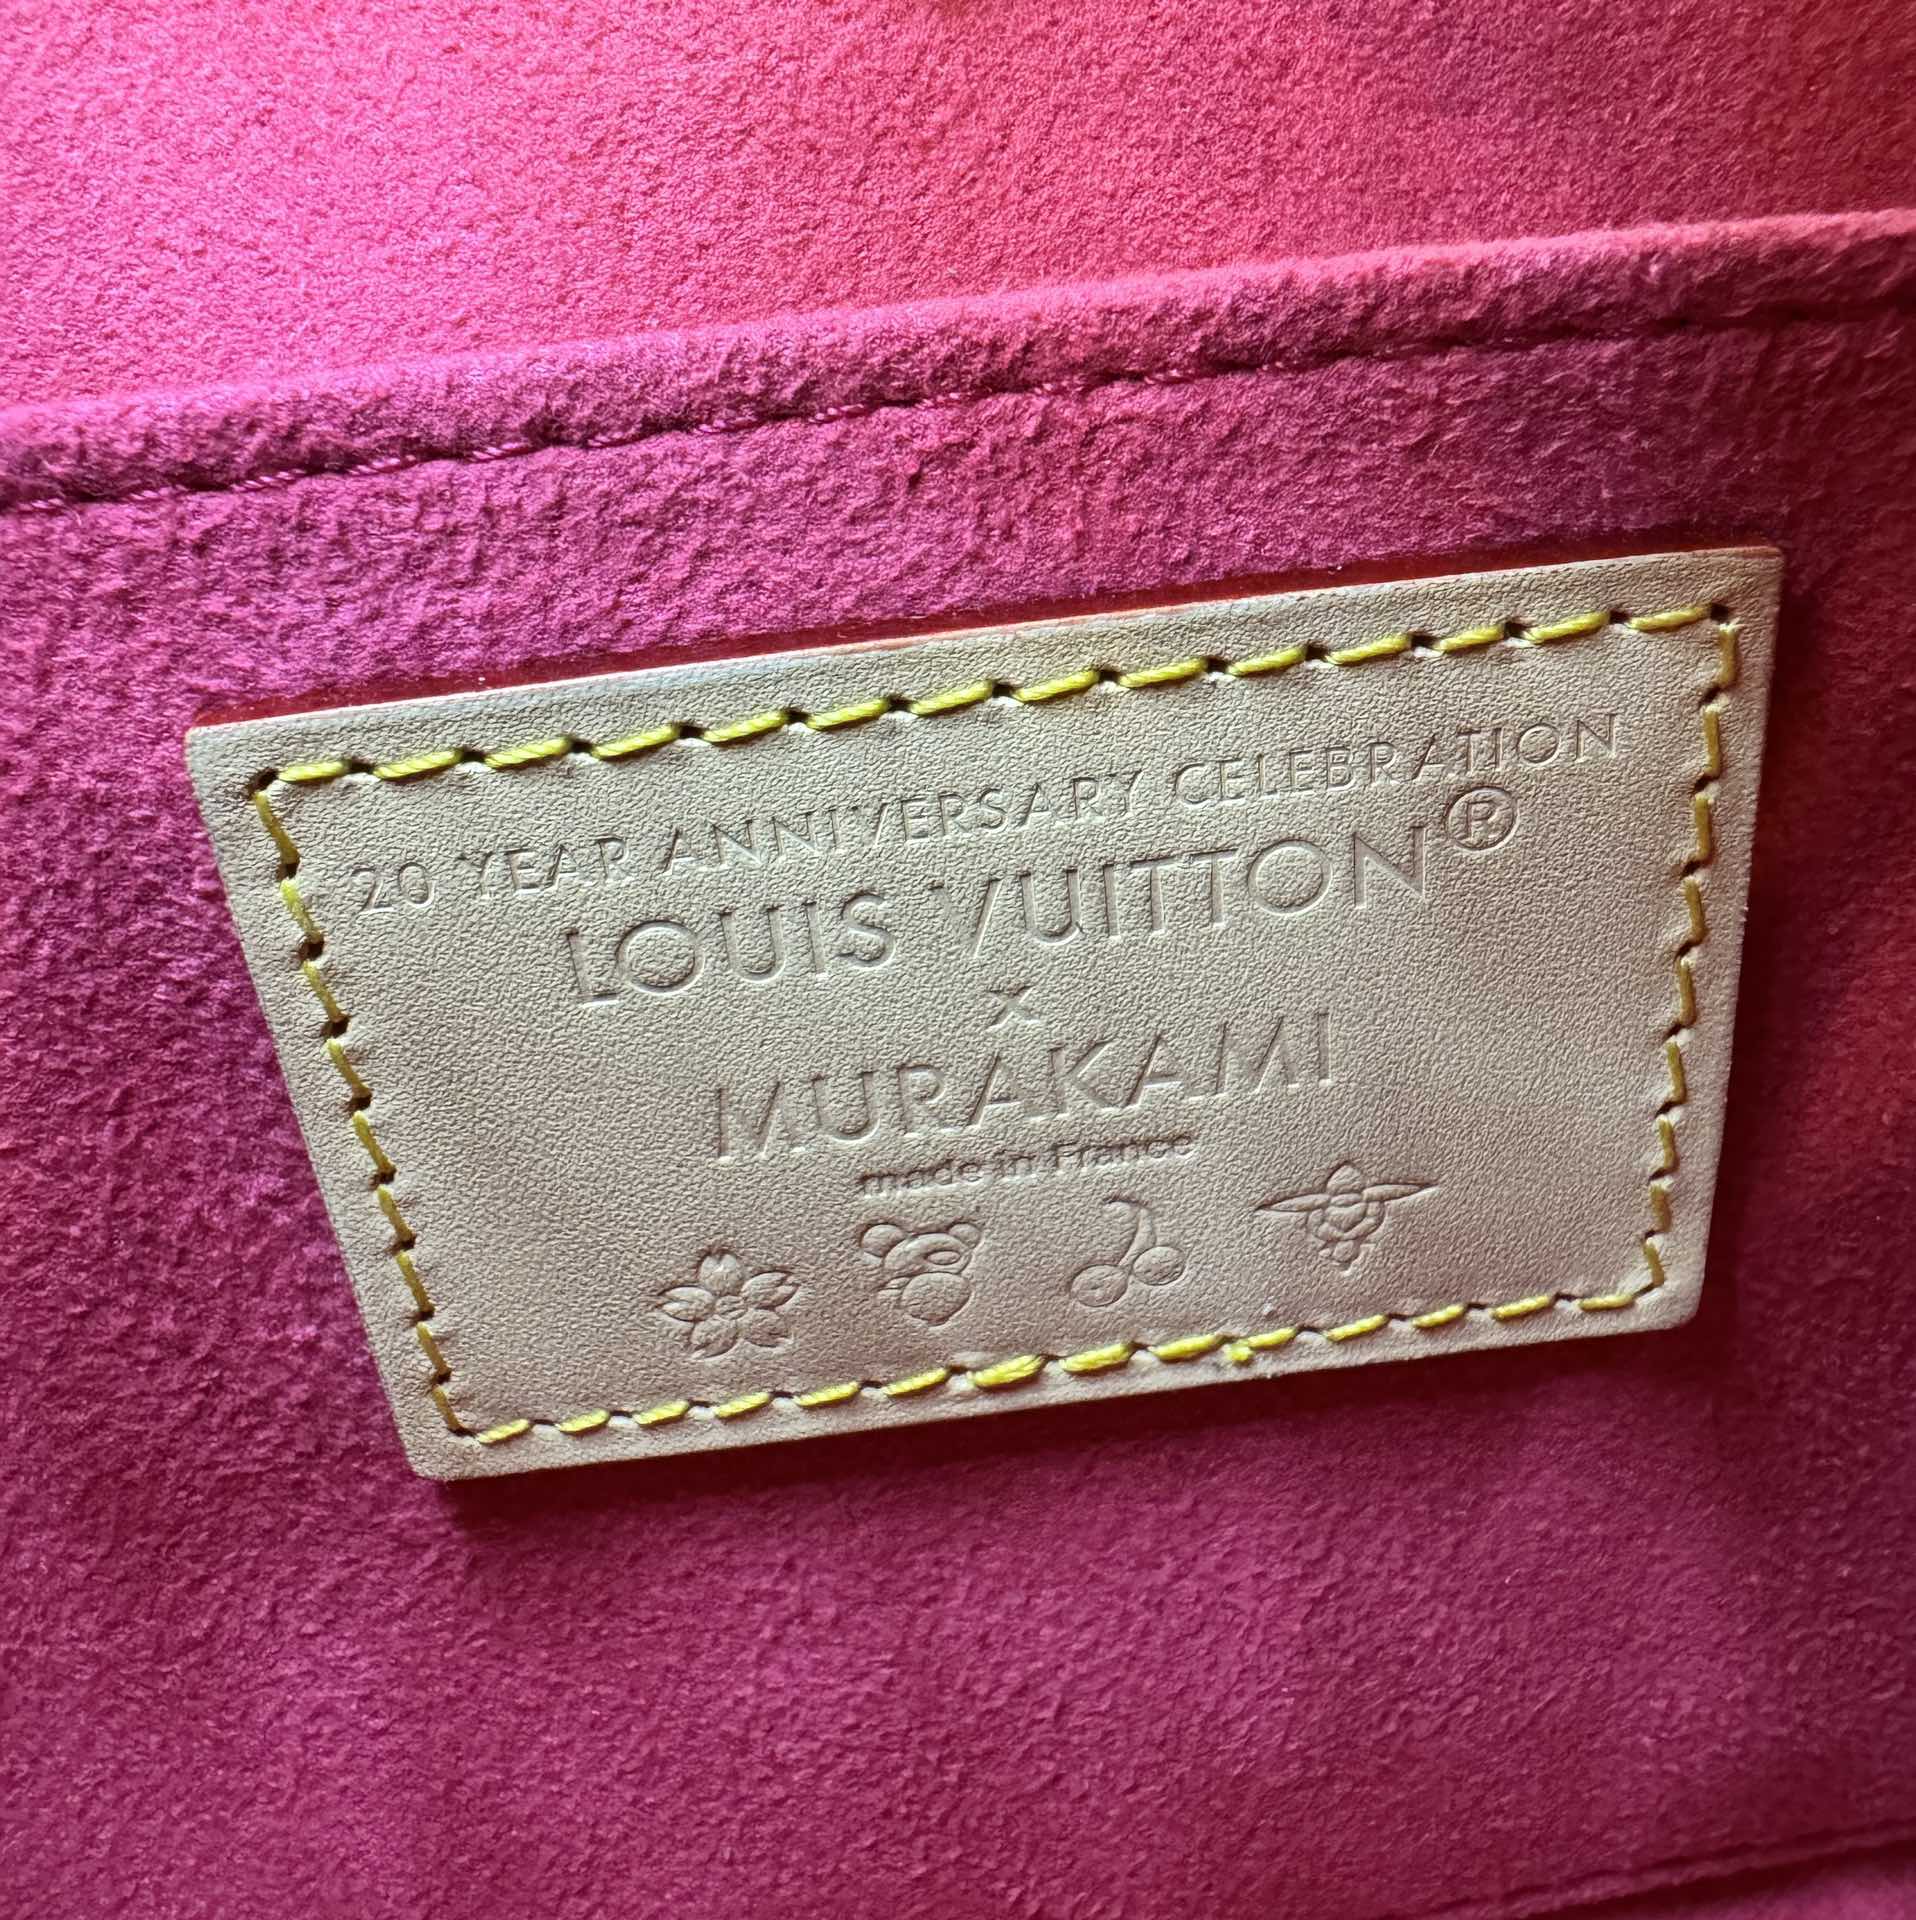 20 YEAR ANNIVERSARY CELEBRATION
LOUIS VUITTON®
x
MURAKAMI
made in France